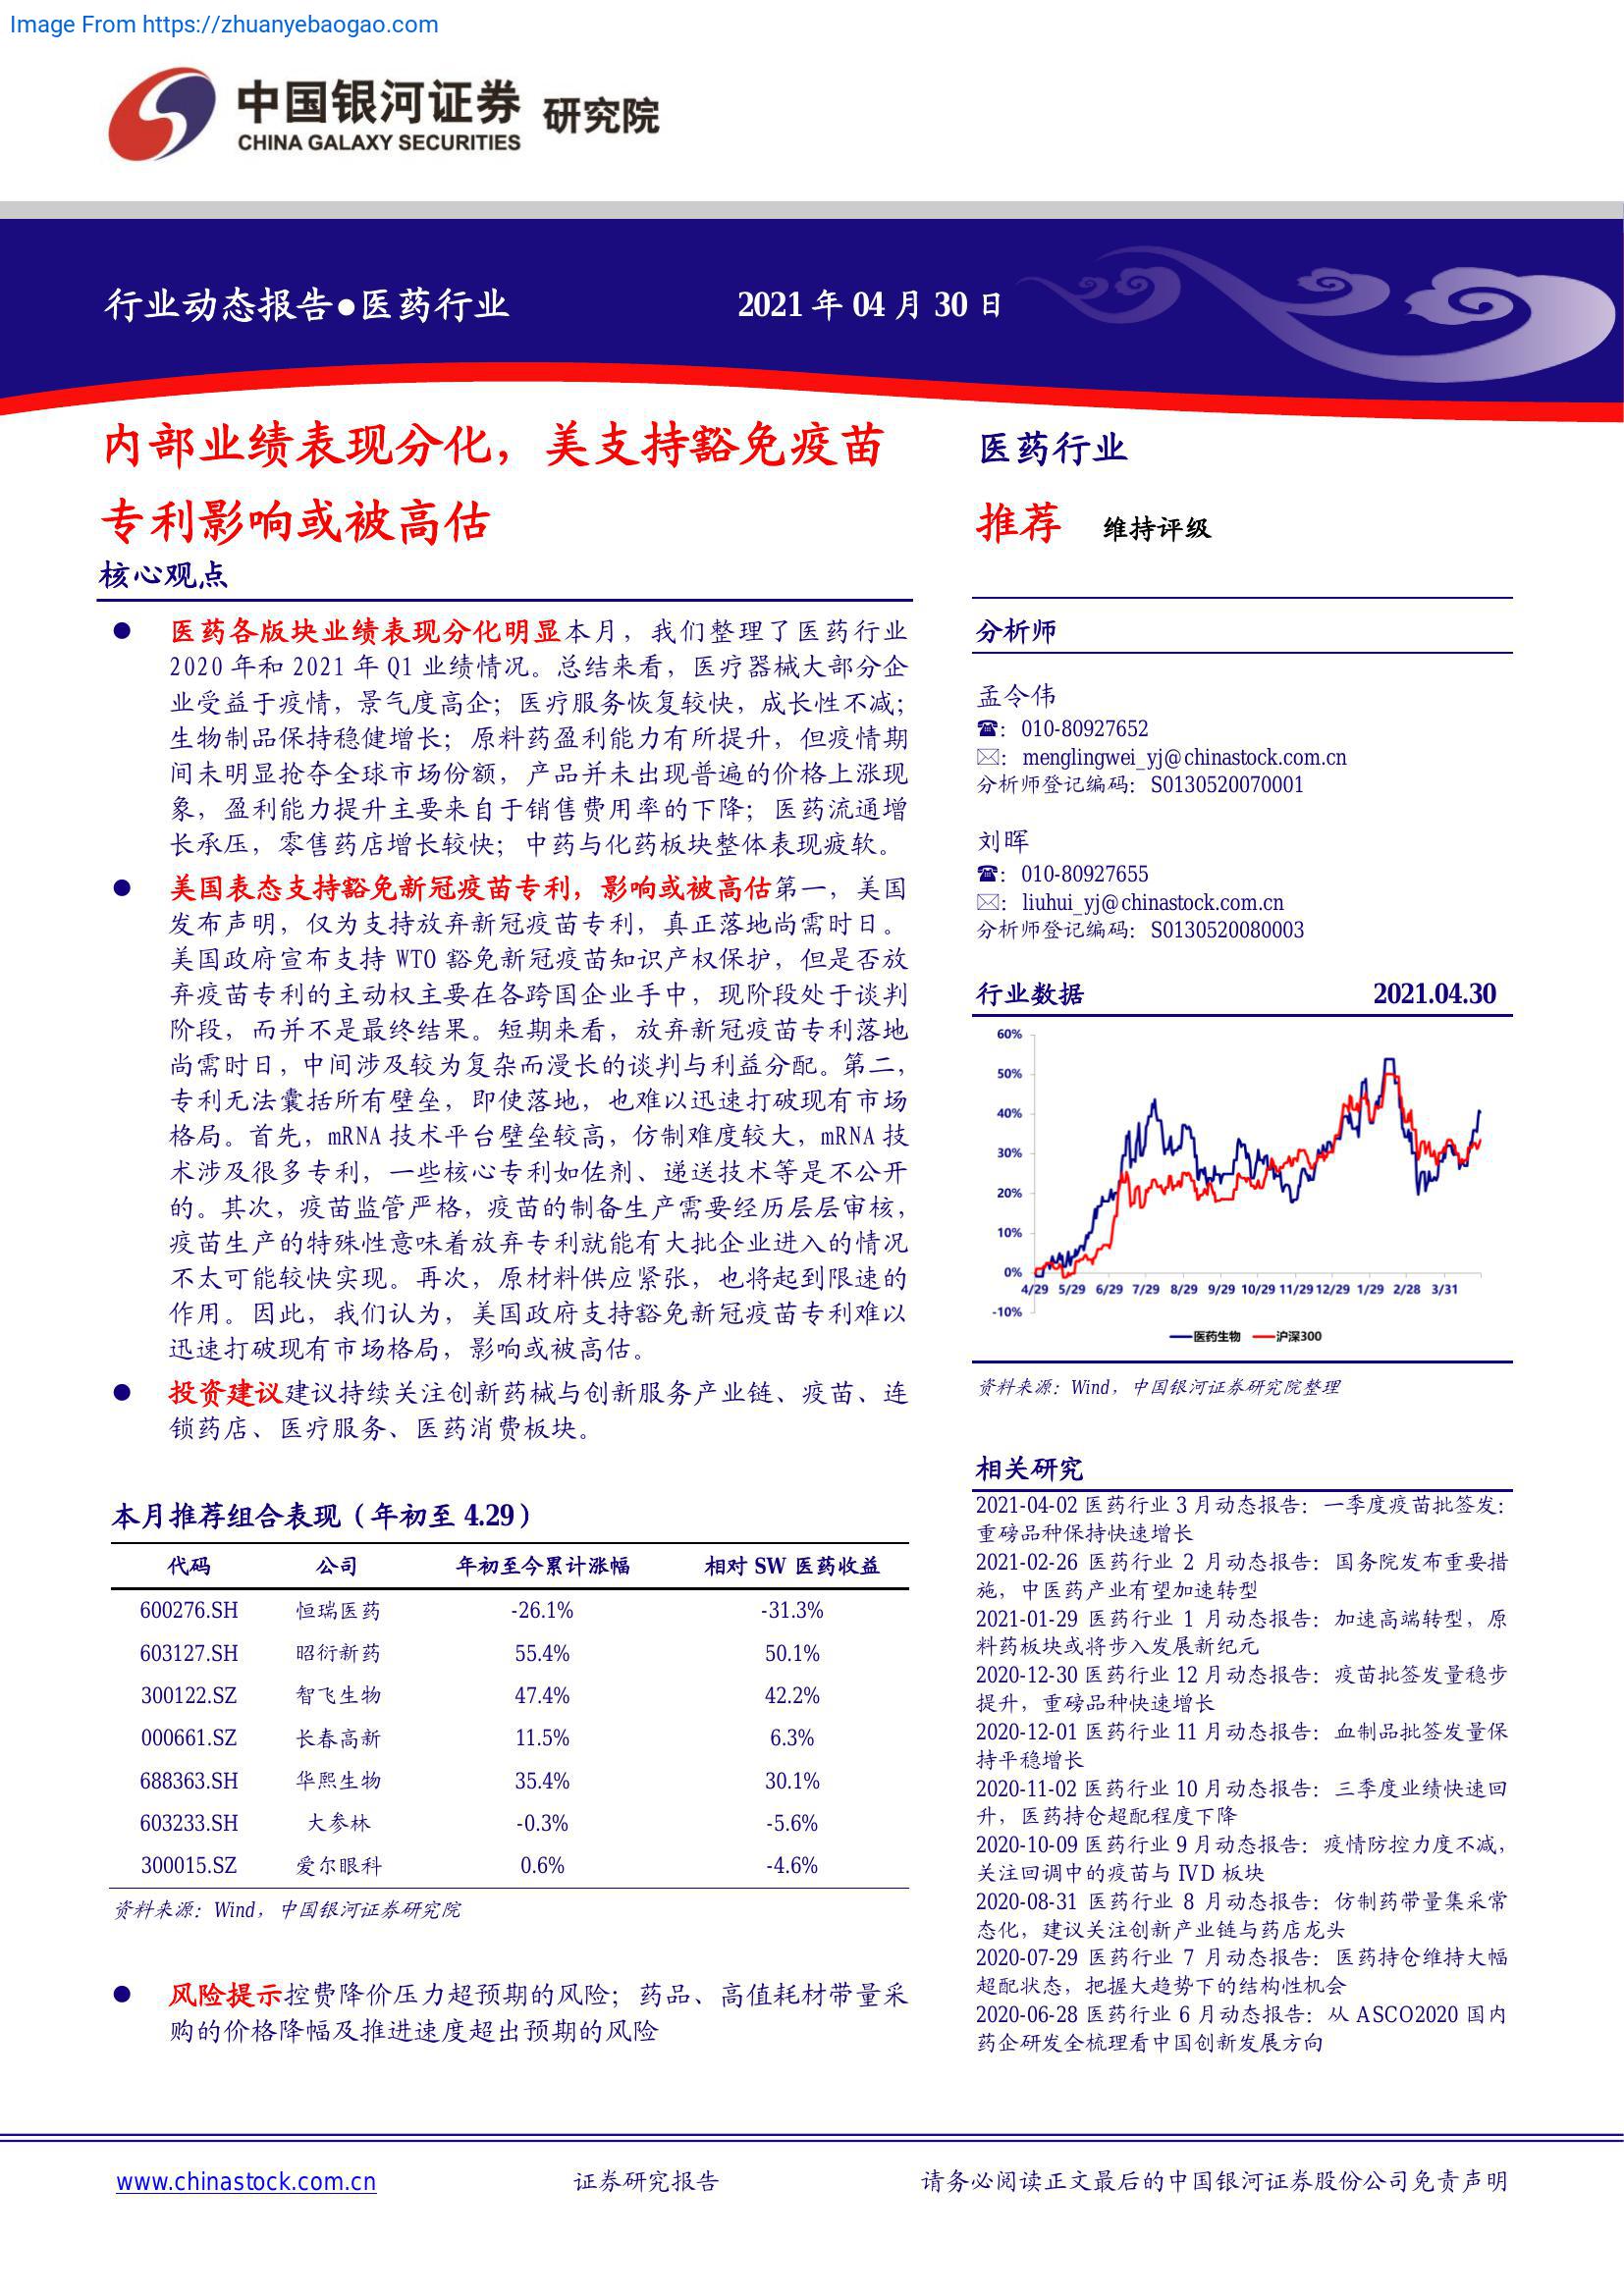 Image From https://zhuanyebaogao.com
中国银河证券 研究院
CHINA GALAXY SECURITIES
行业动态报告●医药行业
2021 年 04 月 30 日
内部业绩表现分化，美支持豁免疫苗
专利影响或被高估
核心观点
● 医药各版块业绩表现分化明显本月，我们整理了医药行业
2020 年和 2021 年 Q1 业绩情况。总结来看，医疗器械大部分企
业受益于疫情，景气度高企；医疗服务恢复较快，成长性不减；
生物制品保持稳健增长；原料药盈利能力有所提升，但疫情期
间未明显抢夺全球市场份额，产品并未出现普遍的价格上涨现
象，盈利能力提升主要来自于销售费用率的下降；医药流通增
长承压，零售药店增长较快；中药与化药板块整体表现疲软。
● 美国表态支持豁免新冠疫苗专利，影响或被高估第一，美国
发布声明，仅为支持放弃新冠疫苗专利，真正落地尚需时日。
美国政府宣布支持 WTO 豁免新冠疫苗知识产权保护，但是否放
弃疫苗专利的主动权主要在各跨国企业手中，现阶段处于谈判
阶段，而并不是最终结果。短期来看，放弃新冠疫苗专利落地
尚需时日，中间涉及较为复杂而漫长的谈判与利益分配。第二，
专利无法囊括所有壁垒，即使落地，也难以迅速打破现有市场
格局。首先，mRNA 技术平台壁垒较高，仿制难度较大，mRNA 技
术涉及很多专利，一些核心专利如佐剂、递送技术等是不公开
的。其次，疫苗监管严格，疫苗的制备生产需要经历层层审核，
疫苗生产的特殊性意味着放弃专利就能有大批企业进入的情况
不太可能较快实现。再次，原材料供应紧张，也将起到限速的
作用。因此，我们认为，美国政府支持豁免新冠疫苗专利难以
迅速打破现有市场格局，影响或被高估。
● 投资建议建议持续关注创新药械与创新服务产业链、疫苗、连
锁药店、医疗服务、医药消费板块。
本月推荐组合表现（年初至 4.29）
代码 公司 年初至今累计涨幅 相对 SW 医药收益
600276.SH 恒瑞医药 -26.1% -31.3%
603127.SH 昭衍新药 55.4% 50.1%
300122.SZ 智飞生物 47.4% 42.2%
000661.SZ 长春高新 11.5% 6.3%
688363.SH 华熙生物 35.4% 30.1%
603233.SH 大参林 -0.3% -5.6%
300015.SZ 爱尔眼科 0.6% -4.6%
资料来源：Wind，中国银河证券研究院
● 风险提示控费降价压力超预期的风险；药品、高值耗材带量采
购的价格降幅及推进速度超出预期的风险
医药行业
推荐 维持评级
分析师
孟令伟
☎：010-80927652
✉：menglingwei_yj@chinastock.com.cn
分析师登记编码：S0130520070001
刘晖
☎：010-80927655
✉：liuhui_yj@chinastock.com.cn
分析师登记编码：S0130520080003
行业数据 2021.04.30
60%
50%
40%
30%
20%
10%
0%
-10%
4/29 5/29 6/29 7/29 8/29 9/29 10/29 11/29 12/29 1/29 2/28 3/31
医药生物 沪深300
资料来源：Wind，中国银河证券研究院整理
相关研究
2021-04-02 医药行业 3 月动态报告：一季度疫苗批签发：
重磅品种保持快速增长
2021-02-26 医药行业 2 月动态报告：国务院发布重要措
施，中医药产业有望加速转型
2021-01-29 医药行业 1 月动态报告：加速高端转型，原
料药板块或将步入发展新纪元
2020-12-30 医药行业 12 月动态报告：疫苗批签发量稳步
提升，重磅品种快速增长
2020-12-01 医药行业 11 月动态报告：血制品批签发量保
持平稳增长
2020-11-02 医药行业 10 月动态报告：三季度业绩快速回
升，医药持仓超配程度下降
2020-10-09 医药行业 9 月动态报告：疫情防控力度不减，
关注回调中的疫苗与 IVD 板块
2020-08-31 医药行业 8 月动态报告：仿制药带量集采常
态化，建议关注创新产业链与药店龙头
2020-07-29 医药行业 7 月动态报告：医药持仓维持大幅
超配状态，把握大趋势下的结构性机会
2020-06-28 医药行业 6 月动态报告：从 ASCO2020 国内
药企研发全梳理看中国创新发展方向
www.chinastock.com.cn
证券研究报告
请务必阅读正文最后的中国银河证券股份公司免责声明